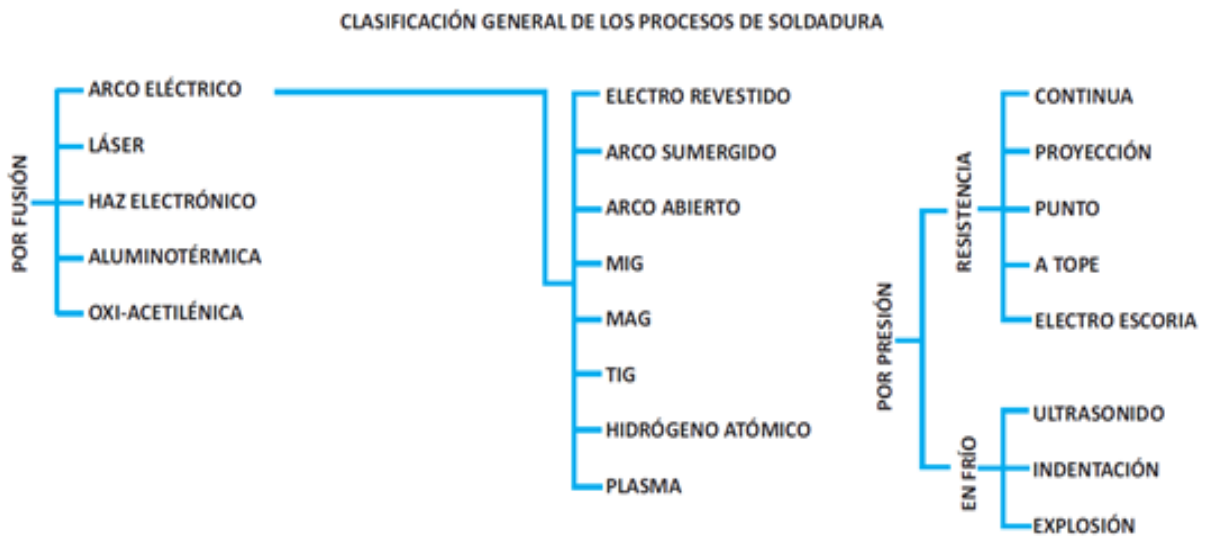 CLASIFICACIÓN GENERAL DE LOS PROCESOS DE SOLDADURA
POR FUSIÓN
ARCO ELÉCTRICO
LÁSER
HAZ ELECTRÓNICO
ALUMINOTÉRMICA
OXI-ACETILÉNICA
ELECTRO REVESTIDO
ARCO SUMERGIDO
ARCO ABIERTO
MIG
MAG
TIG
HIDRÓGENO ATÓMICO
PLASMA
POR PRESIÓN
RESISTENCIA
CONTINUA
PROYECCIÓN
PUNTO
A TOPE
ELECTRO ESCORIA
EN FRÍO
ULTRASONIDO
INDENTACIÓN
EXPLOSIÓN